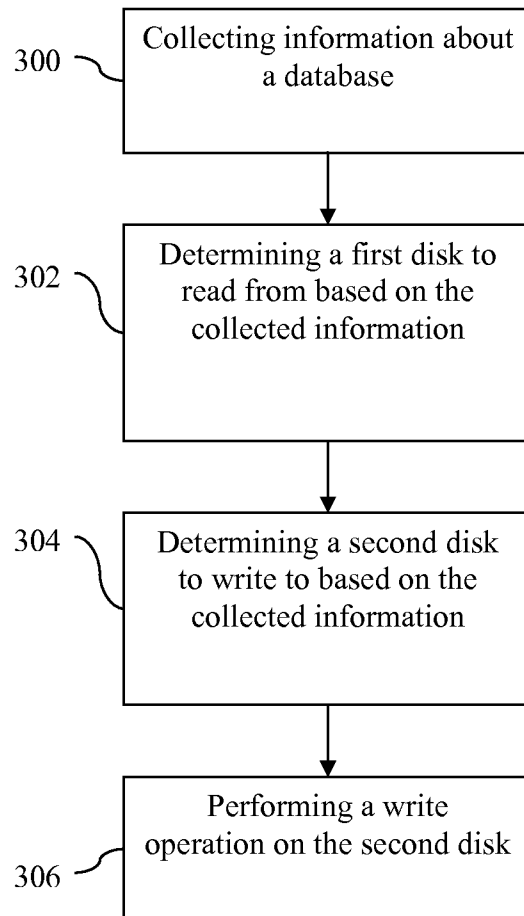 300
Collecting information about
a database
302
Determining a first disk to
read from based on the
collected information
304
Determining a second disk
to write to based on the
collected information
Performing a write
operation on the second disk
306